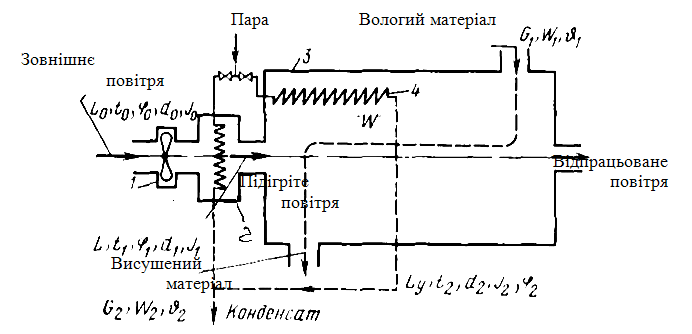 Пара
Вологий матеріал
G₁, W₁, ϑ₁
Зовнішнє
повітря
3
4
L₀, t₀, φ₀, d₀, J₀
W
Відпрацьоване
повітря
1
Підігріте
повітря
2
L, t₁, φ₁, d₁, J₁
Висушений
матеріал
Lу, t₂, d₂, J₂, φ₂
G₂, W₂, ϑ₂
Конденсат